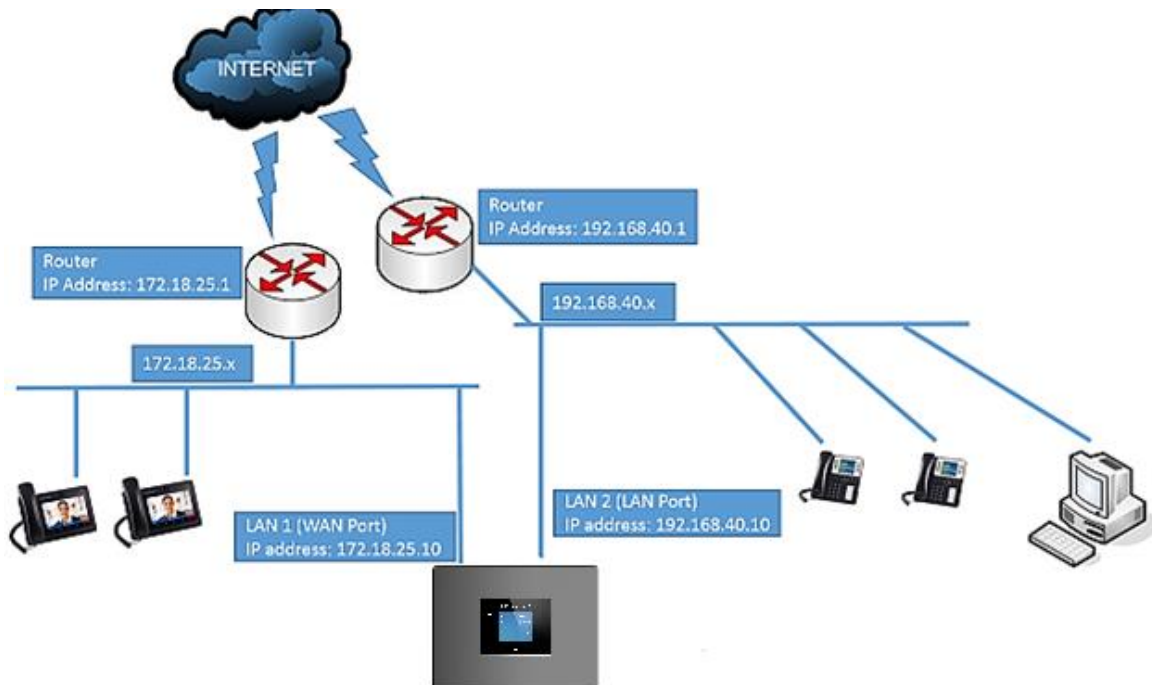 INTERNET
Router
IP Address: 192.168.40.1
Router
IP Address: 172.18.25.1
192.168.40.x
172.18.25.x
LAN 1 (WAN Port)
IP address: 172.18.25.10
LAN 2 (LAN Port)
IP address: 192.168.40.10